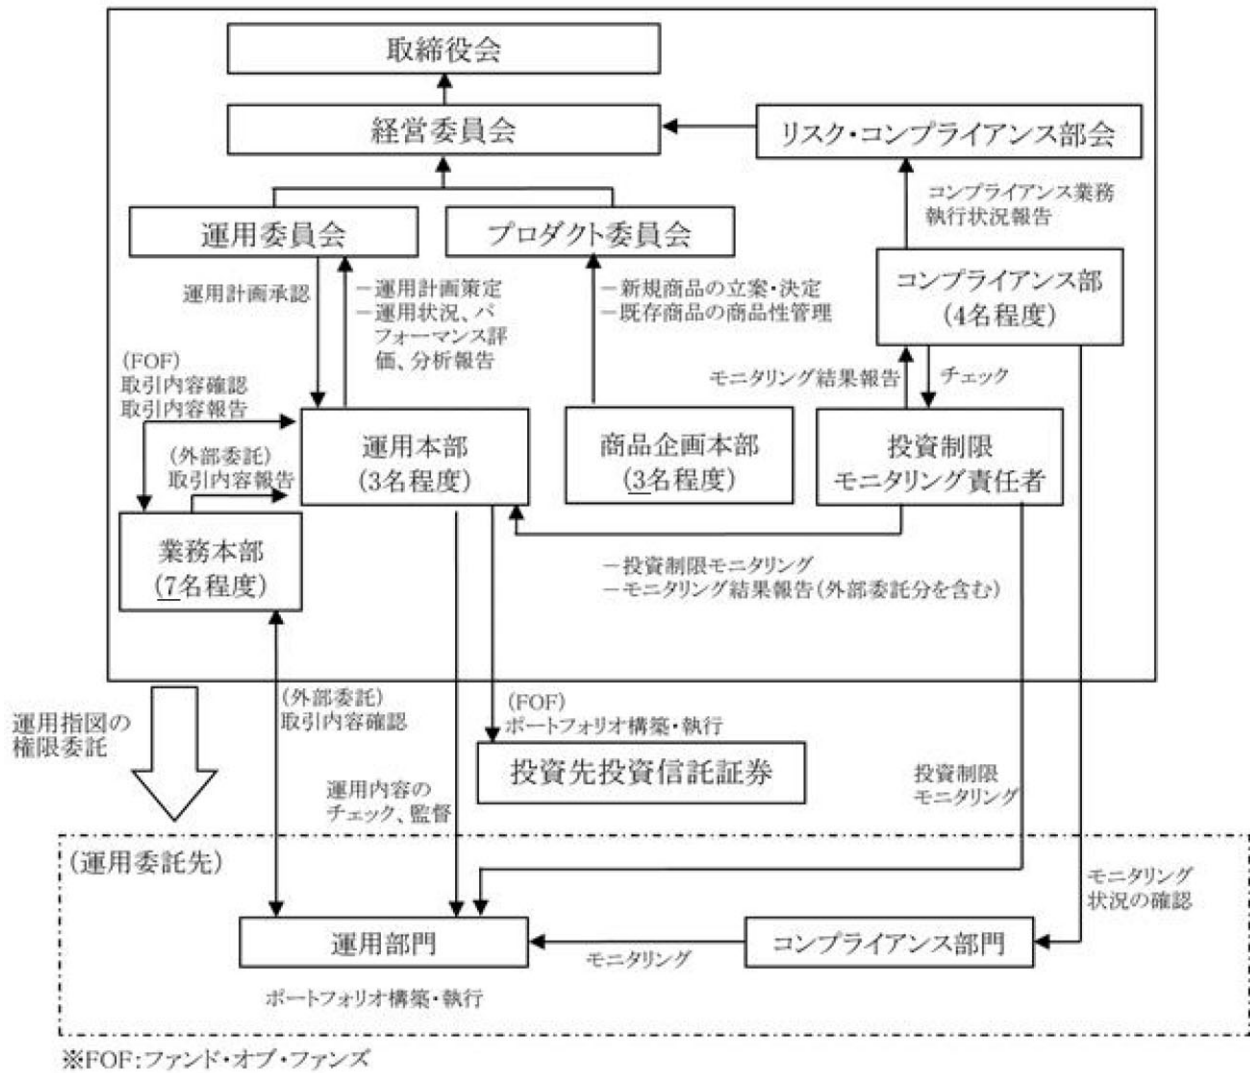 取締役会
経営委員会
リスク・コンプライアンス部会
コンプライアンス業務
執行状況報告
運用委員会
プロダクト委員会
コンプライアンス部
(4名程度)
運用計画承認
－運用計画策定
－運用状況、パ
フォーマンス評
価、分析報告
－新規商品の立案・決定
－既存商品の商品性管理
(FOF)
取引内容確認
取引内容報告
モニタリング結果報告
チェック
(外部委託)
取引内容報告
運用本部
(3名程度)
商品企画本部
(3名程度)
投資制限
モニタリング責任者
業務本部
(7名程度)
－投資制限モニタリング
－モニタリング結果報告(外部委託分を含む)
運用指図の
権限委託
(外部委託)
取引内容確認
(FOF)
ポートフォリオ構築・執行
投資先投資信託証券
運用内容の
チェック、監督
投資制限
モニタリング
(運用委託先)
モニタリング
状況の確認
運用部門
モニタリング
コンプライアンス部門
ポートフォリオ構築・執行
※FOF:ファンド・オブ・ファンズ